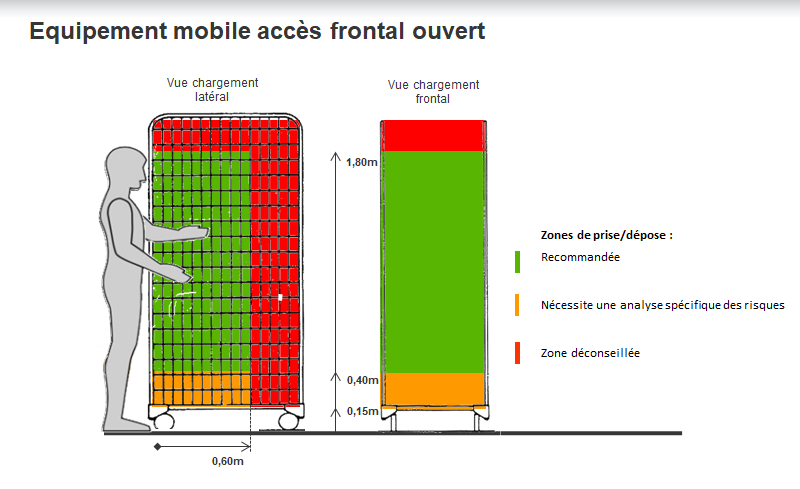 Equipement mobile accès frontal ouvert
Vue chargement
latéral
Vue chargement
frontal
1,80m
0,40m
0,15m
0,60m
Zones de prise/dépose :
Recommandée
Nécessite une analyse spécifique des risques
Zone déconseillée